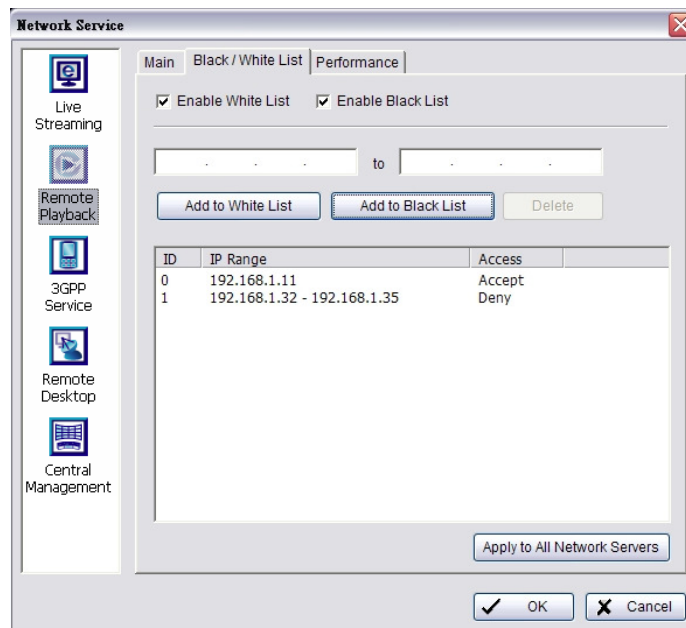 Network Service
Live
Streaming
Remote
Playback
3GPP
Service
Remote
Desktop
Central
Management
Main Black / White List Performance
Enable White List Enable Black List
. . . to . . .
Add to White List Add to Black List Delete
ID IP Range Access
0 192.168.1.11 Accept
1 192.168.1.32 - 192.168.1.35 Deny
Apply to All Network Servers
OK Cancel